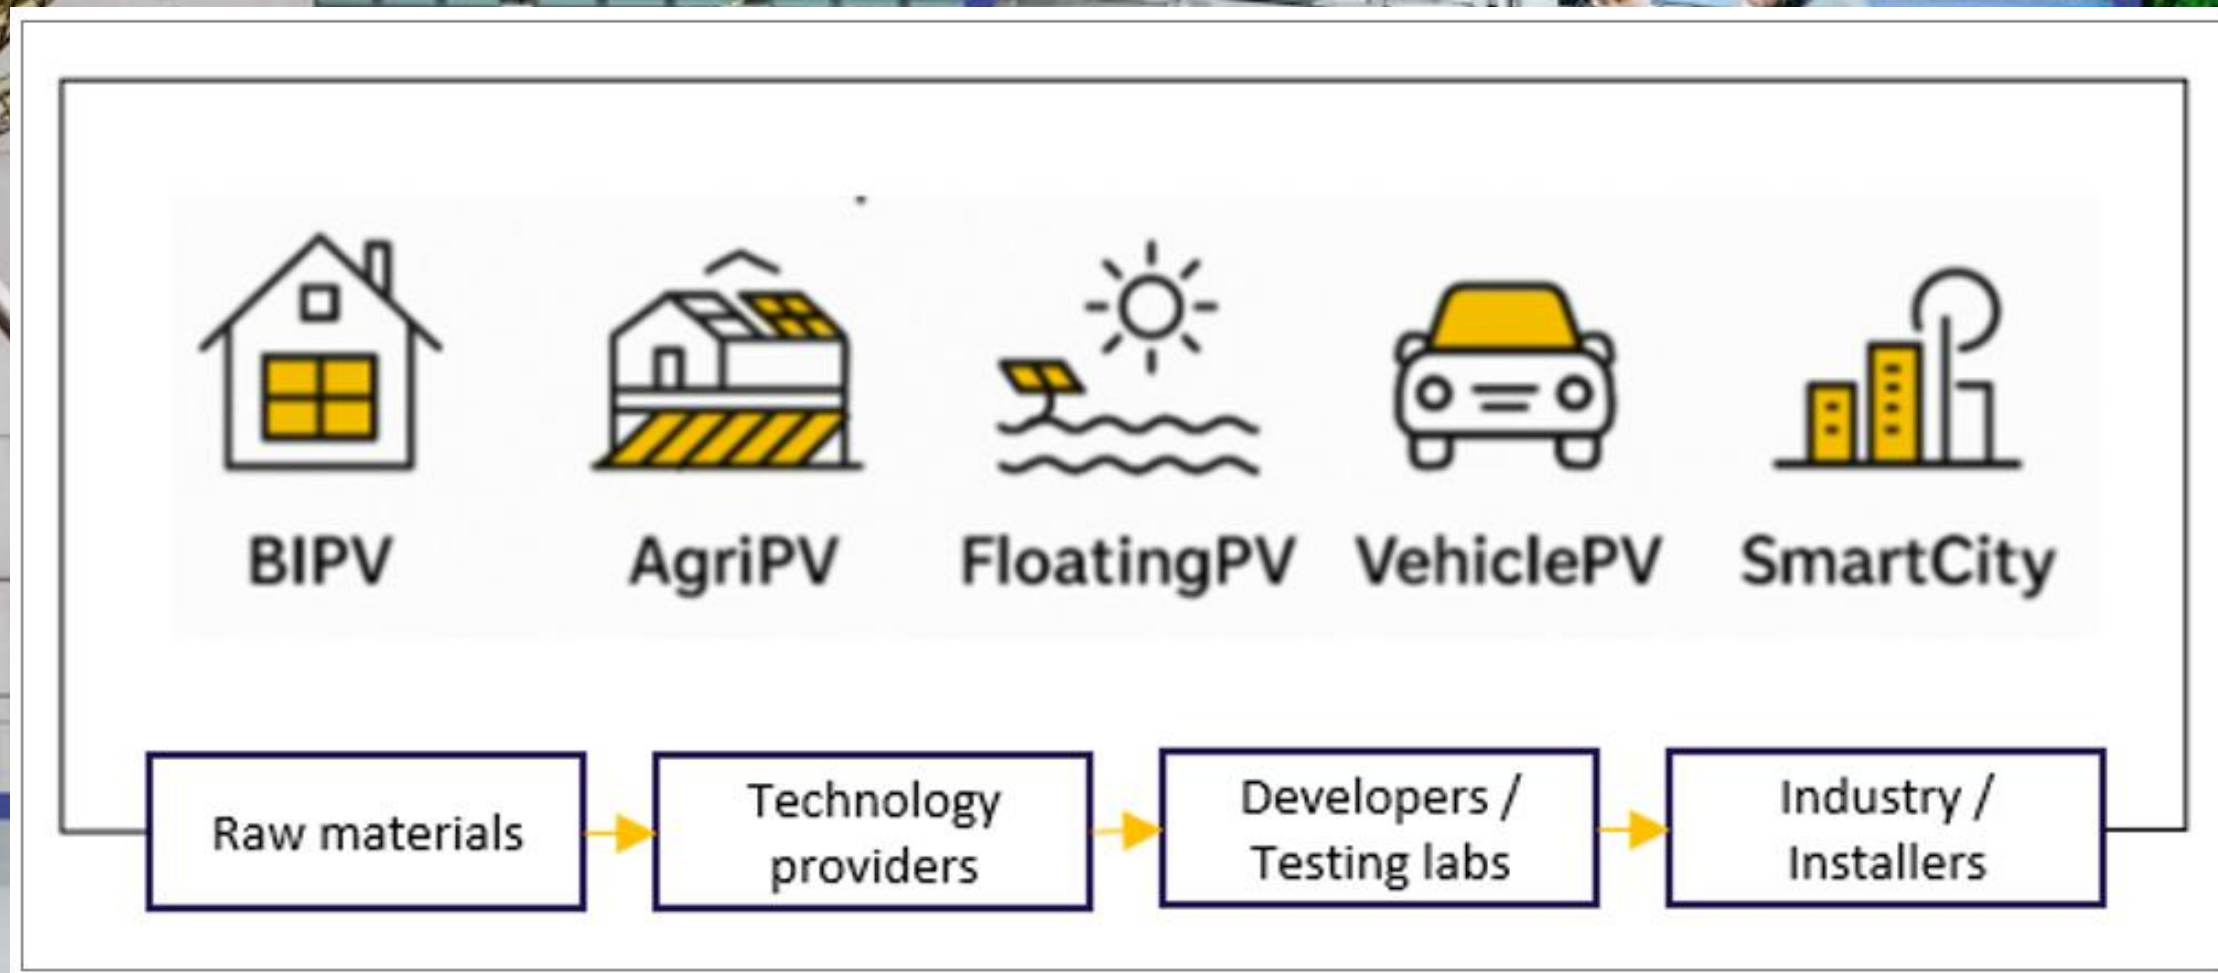 BIPV
AgriPV
FloatingPV
VehiclePV
SmartCity
Raw materials
Technology
providers
Developers /
Testing labs
Industry /
Installers